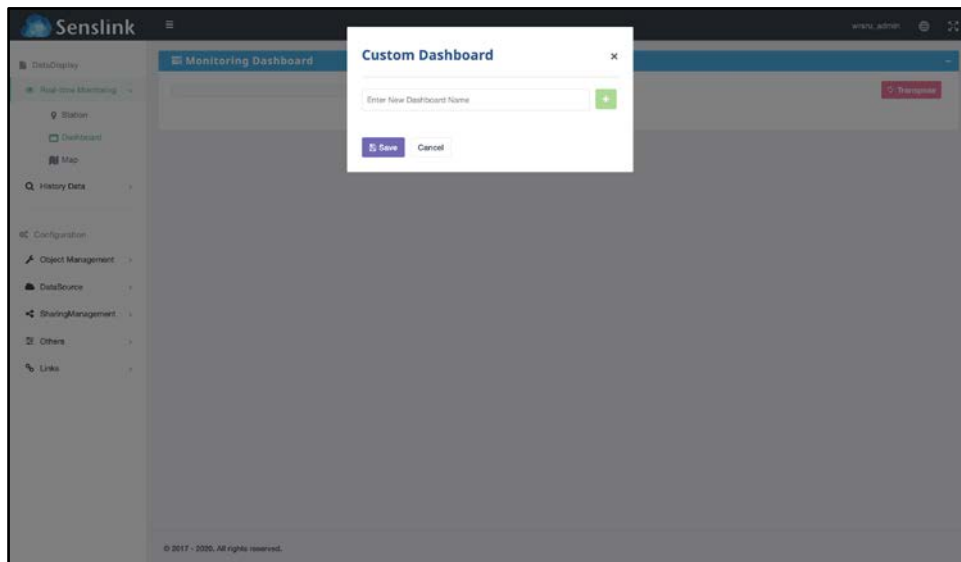 Senslink
wranu_admin
DataDisplay
Real-time Monitoring
Station
Dashboard
Map
History Data
Configuration
Object Management
DataSource
SharingManagement
Others
Links
Monitoring Dashboard
Transpose
Custom Dashboard
×
Enter New Dashboard Name
+
Save Cancel
© 2017 - 2020. All rights reserved.